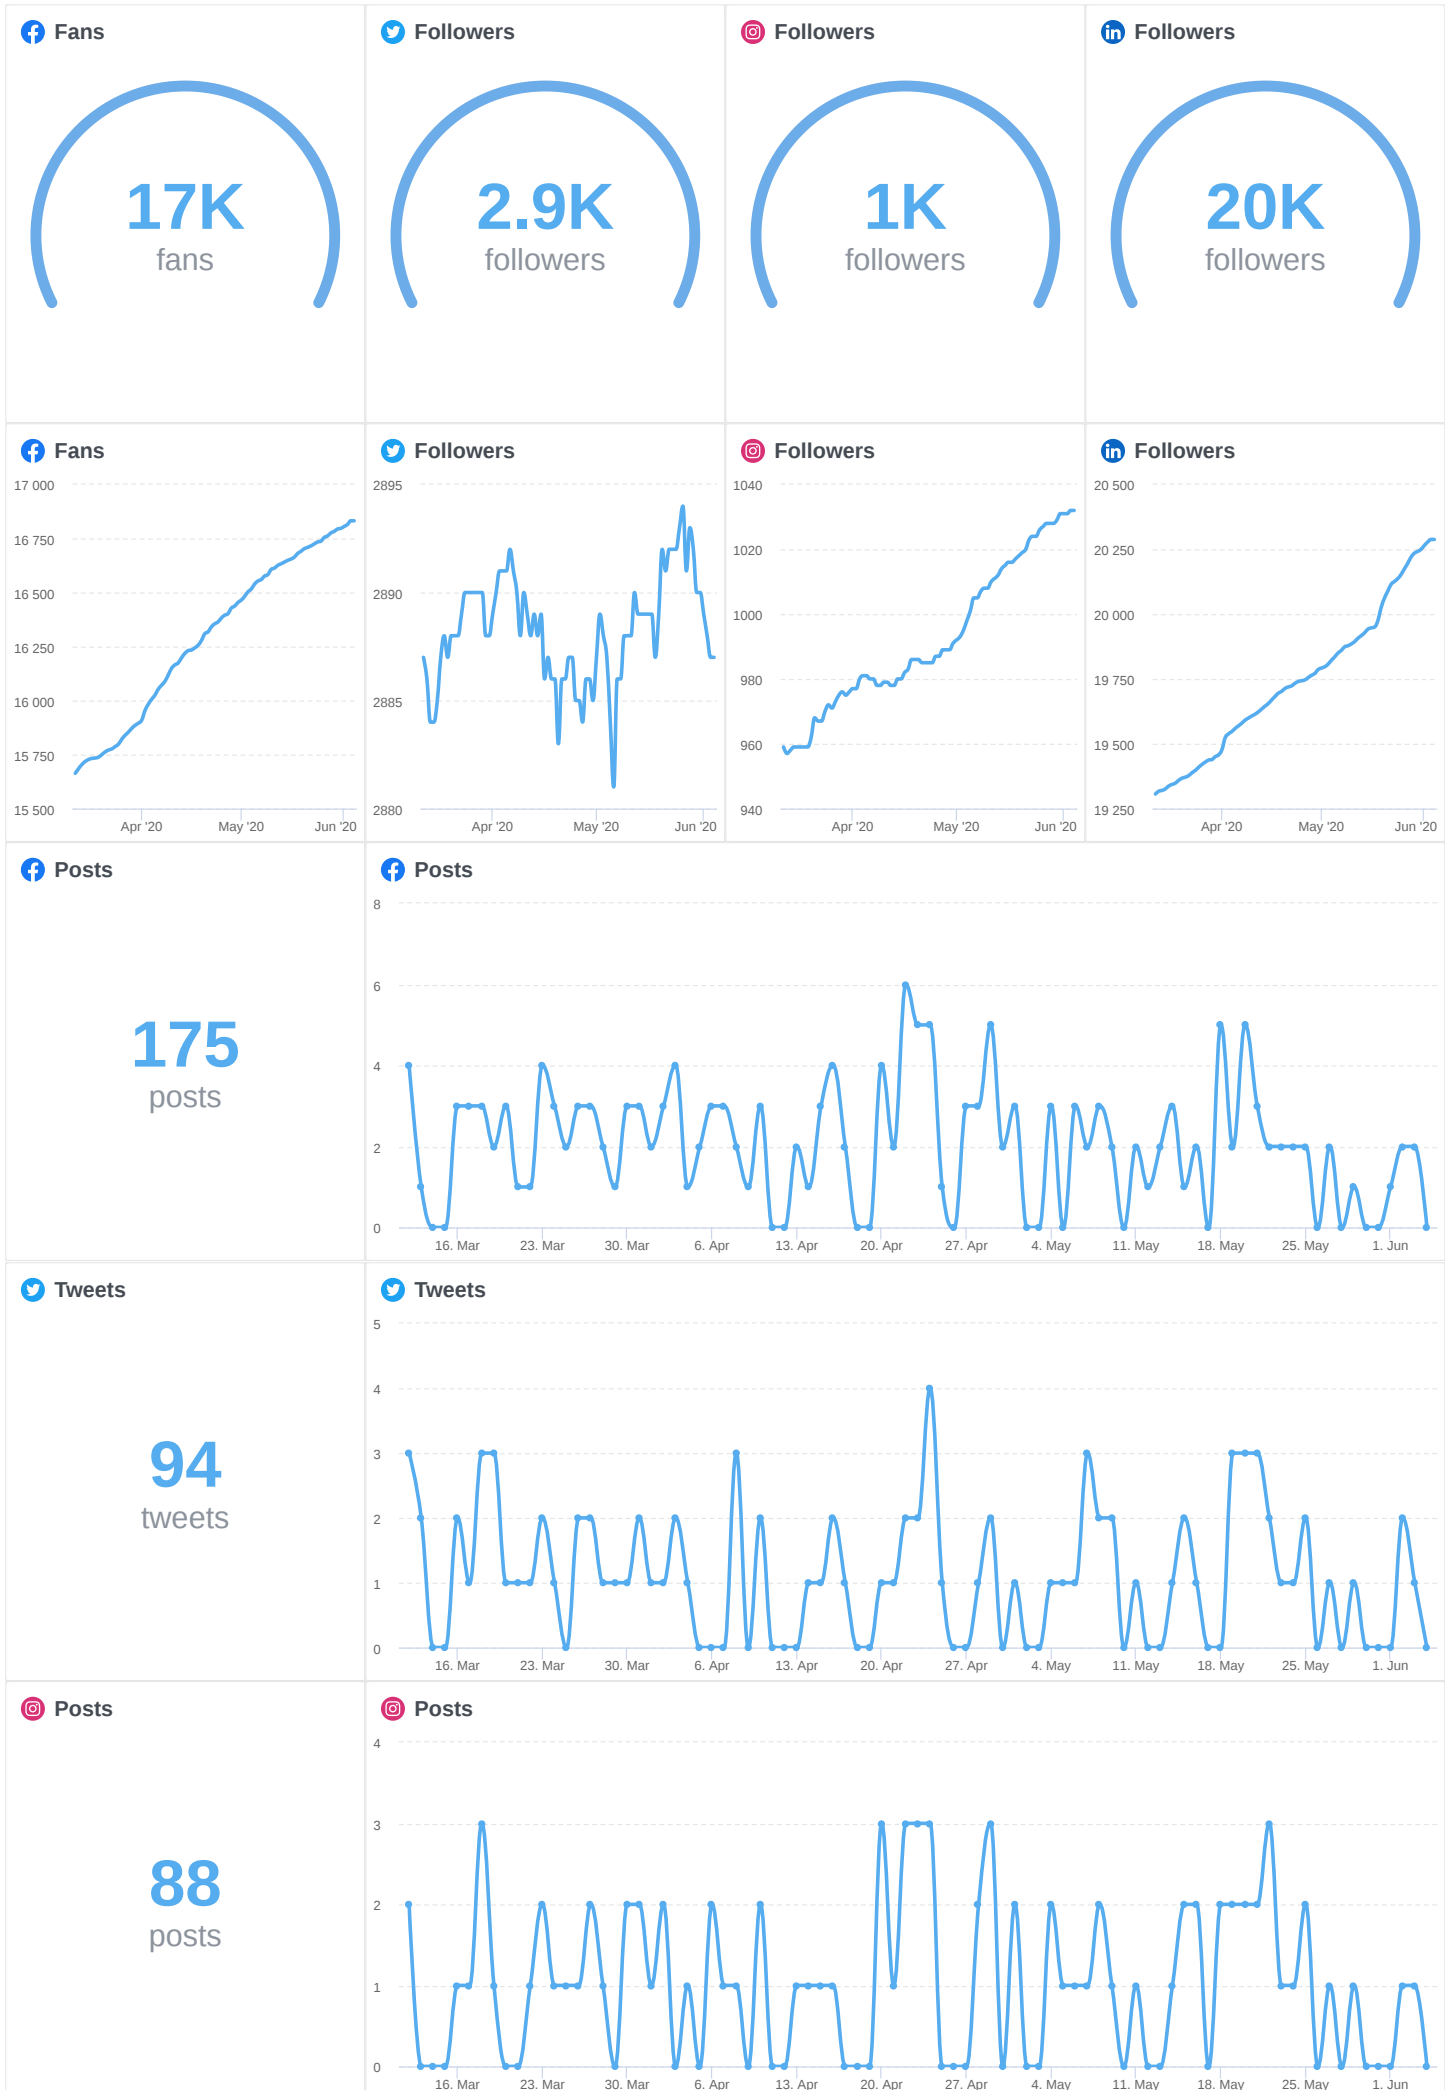 Fans
Followers
Followers
Followers
17K
fans
2.9K
followers
1K
followers
20K
followers
Fans
17 000
16 750
16 500
16 250
16 000
15 750
15 500
Apr '20 May '20 Jun '20
Followers
2895
2890
2885
2880
Apr '20 May '20 Jun '20
Followers
1040
1020
1000
980
960
940
Apr '20 May '20 Jun '20
Followers
20 500
20 250
20 000
19 750
19 500
19 250
Apr '20 May '20 Jun '20
Posts
175
posts
Posts
8
6
4
2
0
16. Mar 23. Mar 30. Mar 6. Apr 13. Apr 20. Apr 27. Apr 4. May 11. May 18. May 25. May 1. Jun
Tweets
94
tweets
Tweets
5
4
3
2
1
0
16. Mar 23. Mar 30. Mar 6. Apr 13. Apr 20. Apr 27. Apr 4. May 11. May 18. May 25. May 1. Jun
Posts
88
posts
Posts
4
3
2
1
0
16. Mar 23. Mar 30. Mar 6. Apr 13. Apr 20. Apr 27. Apr 4. May 11. May 18. May 25. May 1. Jun